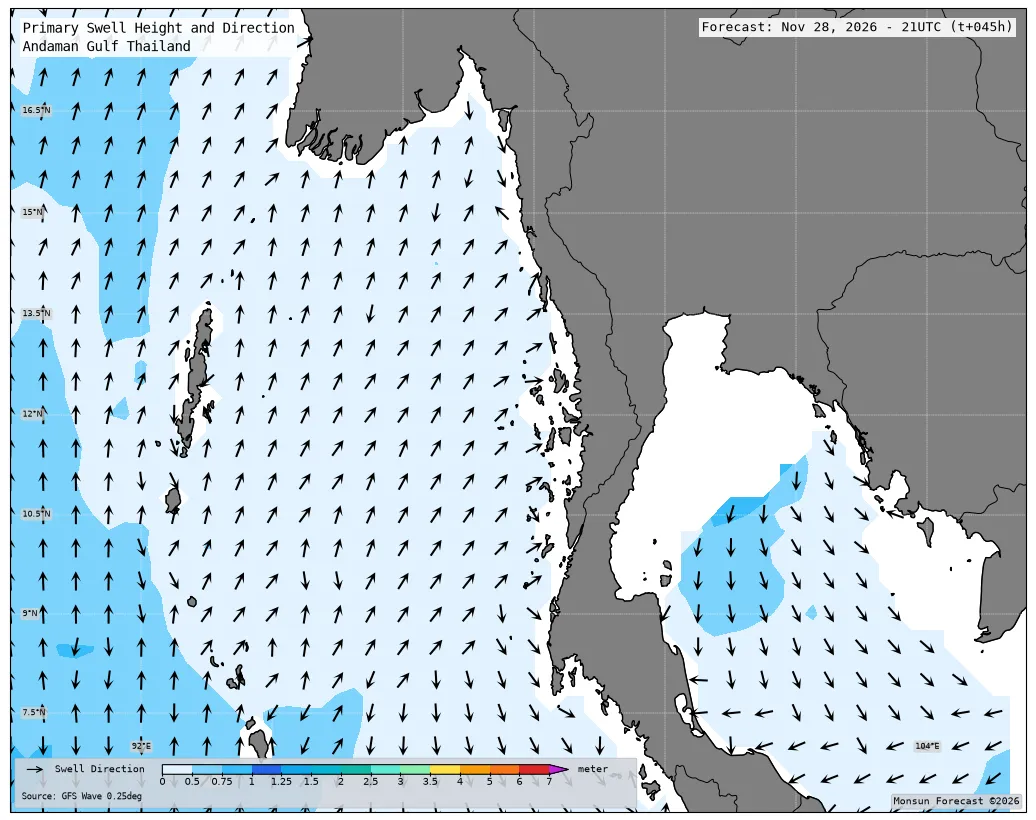 Primary Swell Height and Direction
Andaman Gulf Thailand
Forecast: Nov 28, 2026 - 21UTC (t+045h)
16.5°N
15°N
13.5°N
12°N
10.5°N
9°N
7.5°N
92°E
104°E
Swell Direction
meter
0 0.5 0.75 1 1.25 1.5 2 2.5 3 3.5 4 5 6 7
Source: GFS Wave 0.25deg
Monsun Forecast ©2026